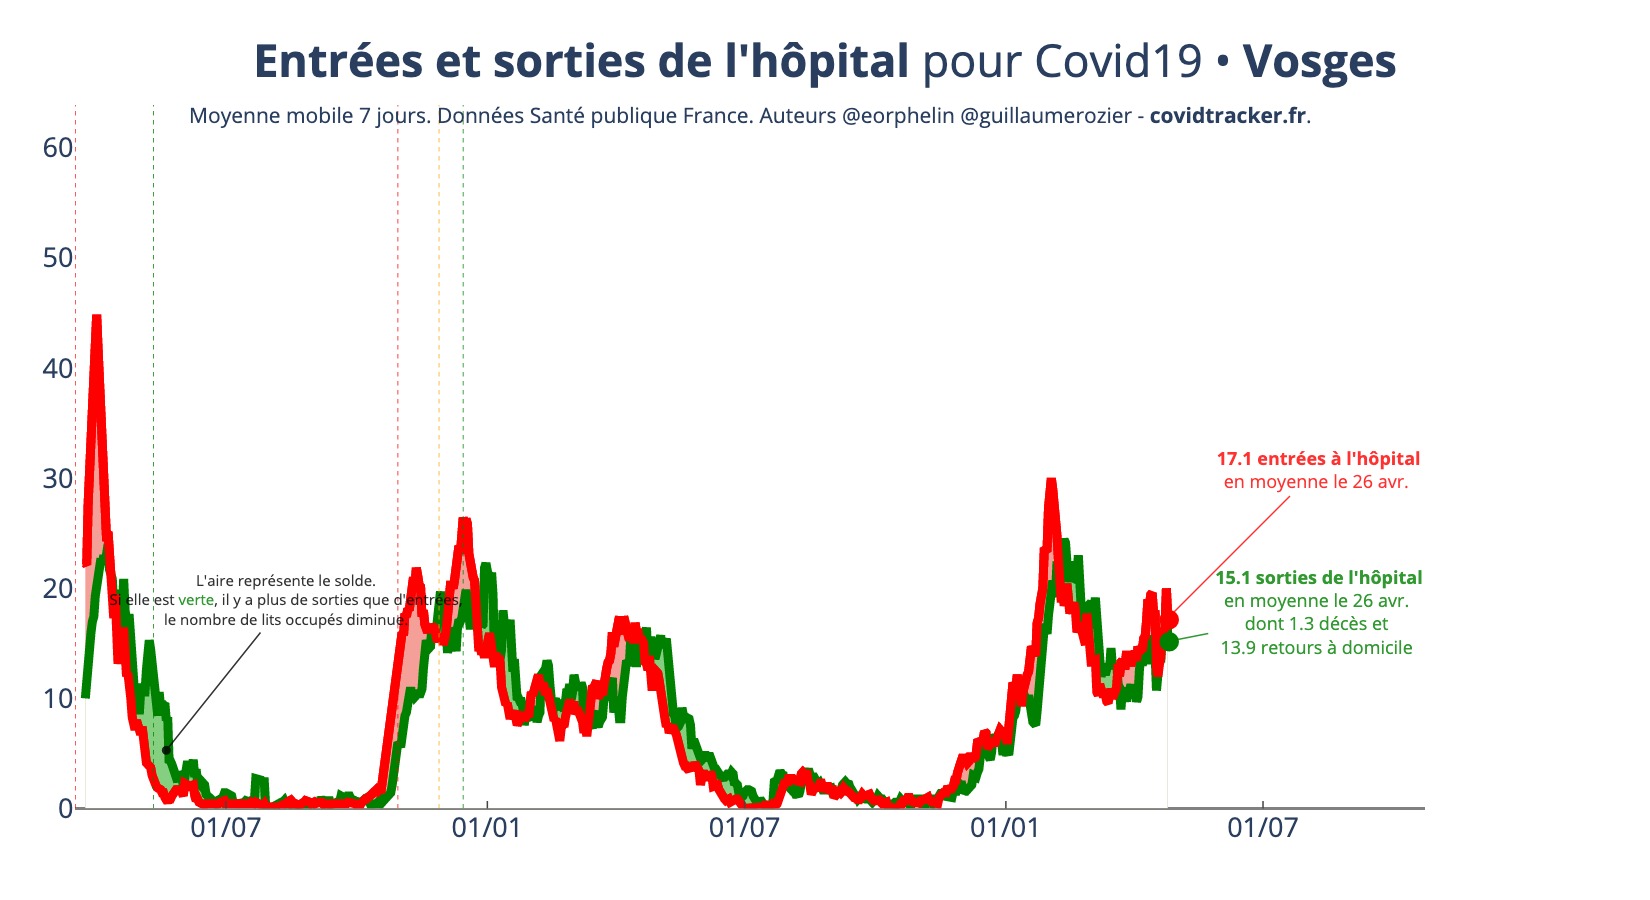 Entrées et sorties de l'hôpital pour Covid19 • Vosges
Moyenne mobile 7 jours. Données Santé publique France. Auteurs @eorphelin @guillaumerozier - covidtracker.fr.
60
50
40
30
20
10
0
17.1 entrées à l'hôpital
en moyenne le 26 avr.
15.1 sorties de l'hôpital
en moyenne le 26 avr.
dont 1.3 décès et
13.9 retours à domicile
L'aire représente le solde.
Si elle est verte, il y a plus de sorties que d'entrées,
le nombre de lits occupés diminue.
01/07
01/01
01/07
01/01
01/07